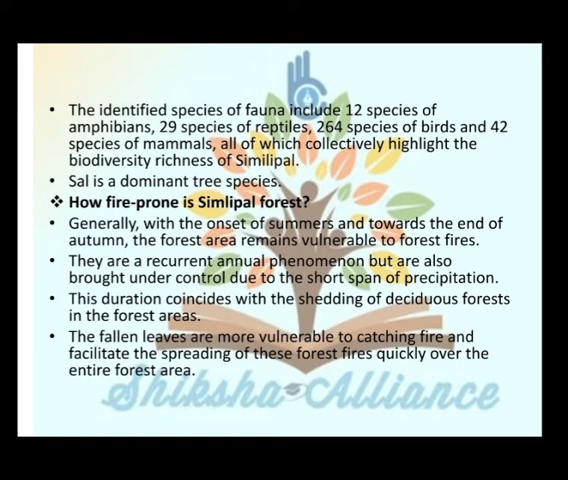 • The identified species of fauna include 12 species of
amphibians, 29 species of reptiles, 264 species of birds and 42
species of mammals, all of which collectively highlight the
biodiversity richness of Similipal.
• Sal is a dominant tree species.
❖ How fire-prone is Simlipal forest?
• Generally, with the onset of summers and towards the end of
autumn, the forest area remains vulnerable to forest fires.
• They are a recurrent annual phenomenon but are also
brought under control due to the short span of precipitation.
• This duration coincides with the shedding of deciduous forests
in the forest areas.
• The fallen leaves are more vulnerable to catching fire and
facilitate the spreading of these forest fires quickly over the
entire forest area.
Shiksha Alliance